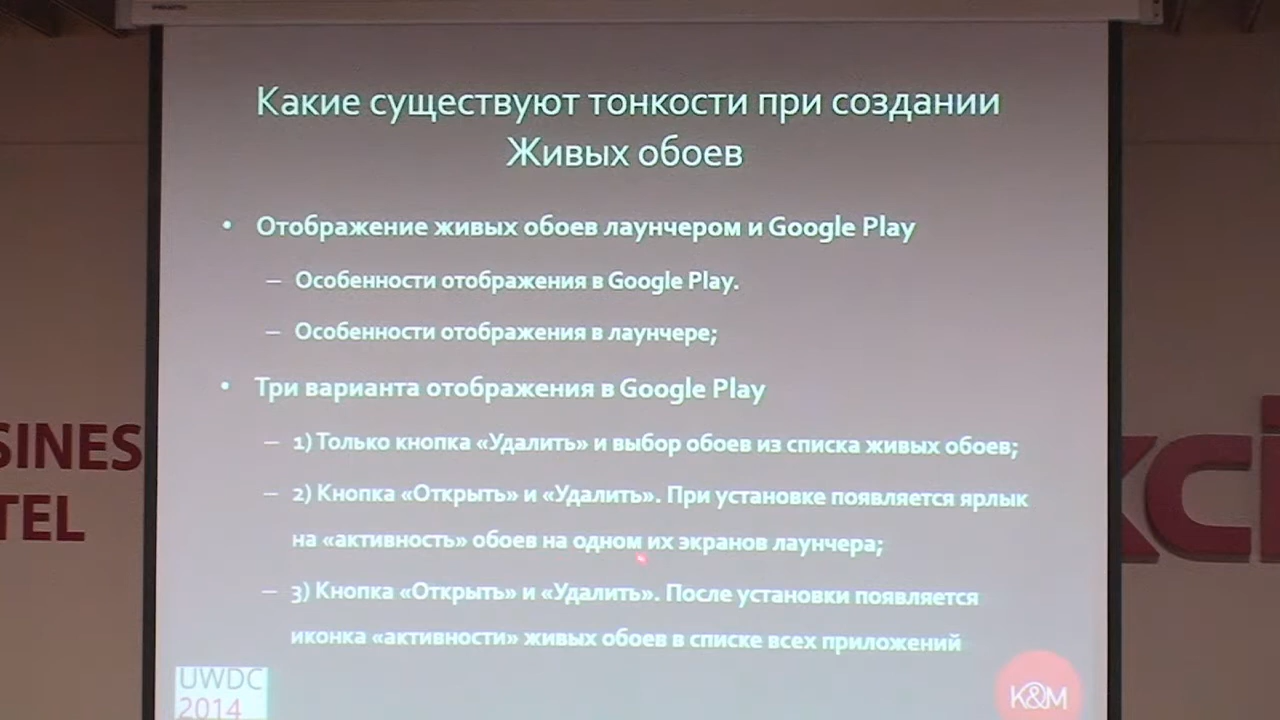 Какие существуют тонкости при создании
Живых обоев
• Отображение живых обоев лаунчером и Google Play
– Особенности отображения в Google Play.
– Особенности отображения в лаунчере;
• Три варианта отображения в Google Play
– 1) Только кнопка «Удалить» и выбор обоев из списка живых обоев;
– 2) Кнопка «Открыть» и «Удалить». При установке появляется ярлык
на «активность» обоев на одном их экранов лаунчера;
– 3) Кнопка «Открыть» и «Удалить». После установки появляется
иконка «активности» живых обоев в списке всех приложений
SINES
TEL
UWDC
2014
K&M